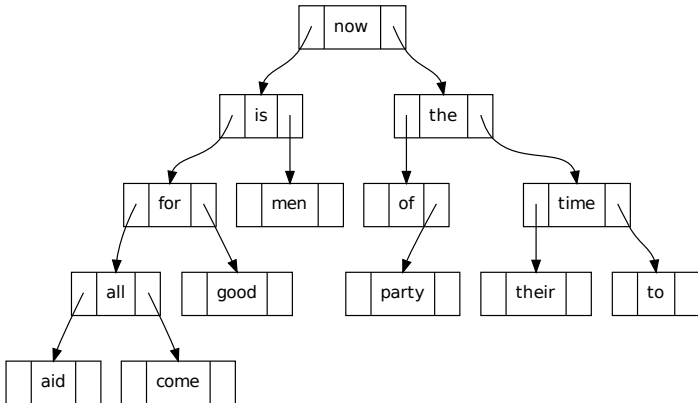 now
is the
for men of time
all good party their to
aid come